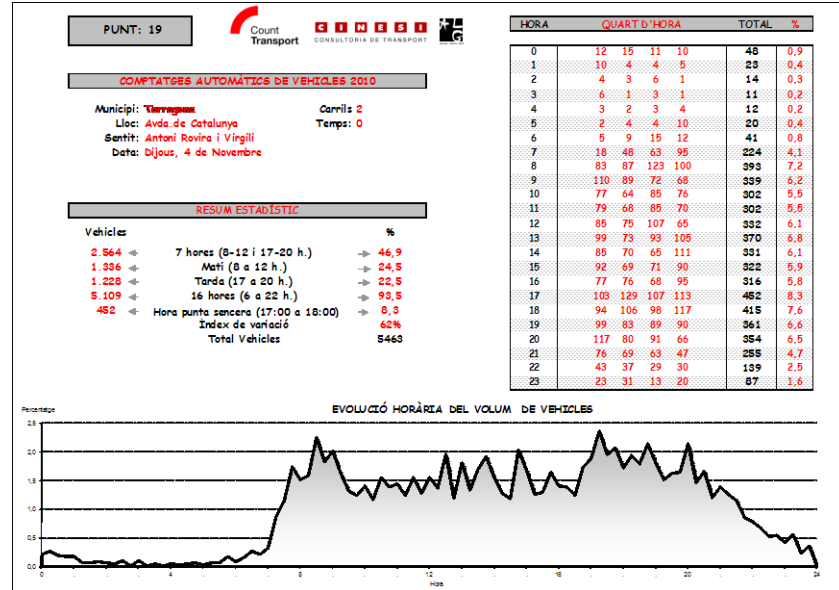 PUNT: 19
Count
Transport
CINESI
CONSULTORIA DE TRANSPORT
COMPTATGES AUTOMÀTICS DE VEHICLES 2010
Municipi: Tarragona Carrils 2
Lloc: Avda.de Catalunya Temps: 0
Sentit: Antoni Rovira i Virgili
Data: Dijous, 4 de Novembre
RESUM ESTADÍSTIC
Vehicles %
2.564 7 hores (8-12 i 17-20 h.) 46,9
1.336 Matí (8 a 12 h.) 24,5
1.228 Tarda (17 a 20 h.) 22,5
5.109 16 hores (6 a 22 h.) 93,5
452 Hora punta sencera (17:00 a 18:00) 8,3
Índex de variació 62%
Total Vehicles 5463
HORA QUART D'HORA TOTAL %
0 12 15 11 10 48 0,9
1 10 4 4 5 23 0,4
2 4 3 6 1 14 0,3
3 6 1 3 1 11 0,2
4 3 2 3 4 12 0,2
5 2 4 4 10 20 0,4
6 5 9 15 12 41 0,8
7 18 48 63 95 224 4,1
8 83 87 123 100 393 7,2
9 110 89 72 68 339 6,2
10 77 64 85 76 302 5,5
11 79 68 85 70 302 5,5
12 85 75 107 65 332 6,1
13 99 73 93 105 370 6,8
14 85 70 65 111 331 6,1
15 92 69 71 90 322 5,9
16 77 76 68 95 316 5,8
17 103 129 107 113 452 8,3
18 94 106 98 117 415 7,6
19 99 83 89 90 361 6,6
20 117 80 91 66 354 6,5
21 76 69 63 47 255 4,7
22 43 37 29 30 139 2,5
23 23 31 13 20 87 1,6
EVOLUCIÓ HORÀRIA DEL VOLUM DE VEHICLES
Percentatge
2,5
2,0
1,5
1,0
0,5
0,0
0 4 8 12 16 20 24
Hora